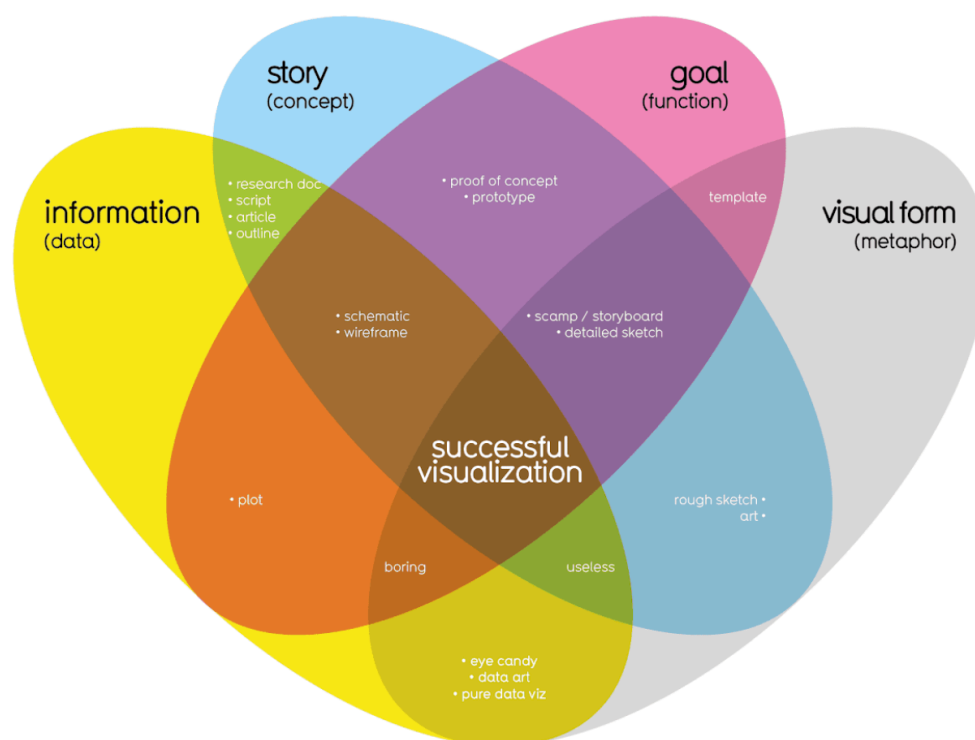 story
(concept)
goal
(function)
information
(data)
visual form
(metaphor)
• research doc
• script
• article
• outline
• proof of concept
• prototype
template
• schematic
• wireframe
• scamp / storyboard
• detailed sketch
successful
visualization
• plot
rough sketch •
art •
boring
useless
• eye candy
• data art
• pure data viz